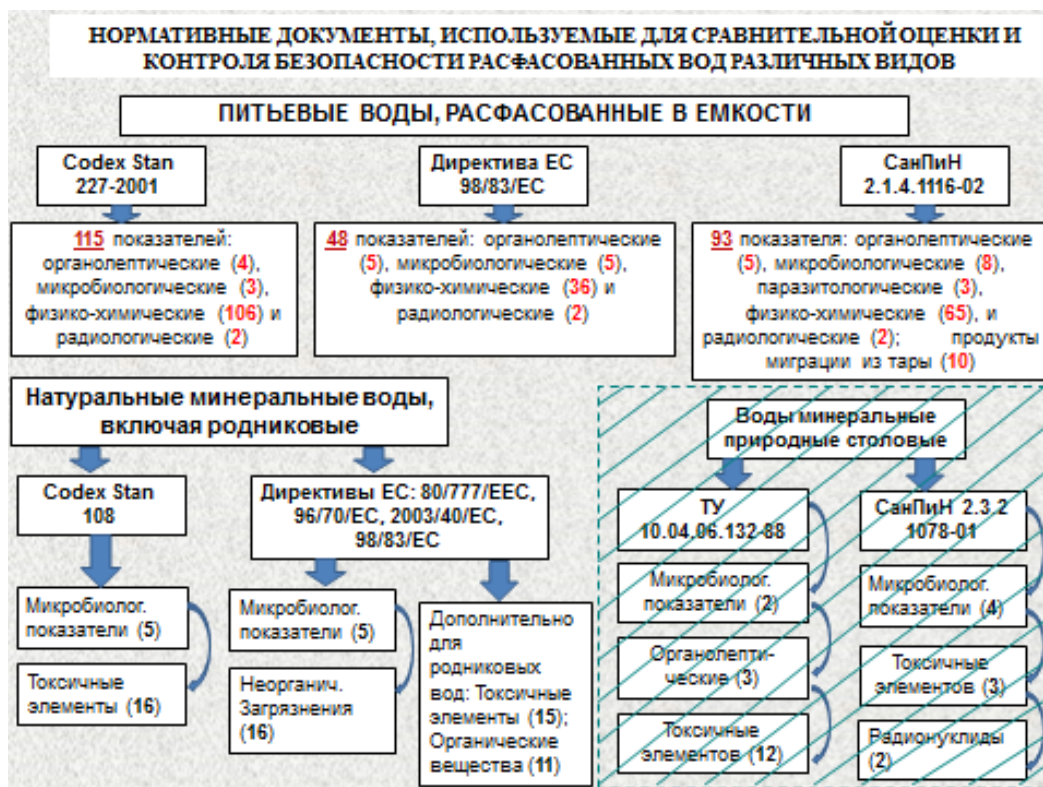 НОРМАТИВНЫЕ ДОКУМЕНТЫ, ИСПОЛЬЗУЕМЫЕ ДЛЯ СРАВНИТЕЛЬНОЙ ОЦЕНКИ И
КОНТРОЛЯ БЕЗОПАСНОСТИ РАСФАСОВАННЫХ ВОД РАЗЛИЧНЫХ ВИДОВ
ПИТЬЕВЫЕ ВОДЫ, РАСФАСОВАННЫЕ В ЕМКОСТИ
Codex Stan
227-2001
115 показателей:
органолептические (4),
микробиологические (3),
физико-химические (106) и
радиологические (2)
Директива ЕС
98/83/ЕС
48 показателей: органолептические
(5), микробиологические (5),
физико-химические (36) и
радиологические (2)
СанПиН
2.1.4.1116-02
93 показателя: органолептические
(5), микробиологические (8),
паразитологические (3),
физико-химические (65), и
радиологические (2); продукты
миграции из тары (10)
Натуральные минеральные воды,
включая родниковые
Codex Stan
108
Микробиолог.
показатели (5)
Токсичные
элементы (16)
Директивы ЕС: 80/777/ЕЕС,
96/70/ЕС, 2003/40/ЕС,
98/83/ЕС
Микробиолог.
показатели (5)
Неорганич.
Загрязнения
(16)
Дополнительно
для
родниковых
вод: Токсичные
элементы (15);
Органические
вещества (11)
Воды минеральные
природные столовые
ТУ
10.04.06.132-88
Микробиолог.
показатели (2)
Органолепти-
ческие (3)
Токсичные
элементов (12)
СанПиН 2.3.2
1078-01
Микробиолог.
показатели (4)
Токсичные
элементов (3)
Радионуклиды
(2)